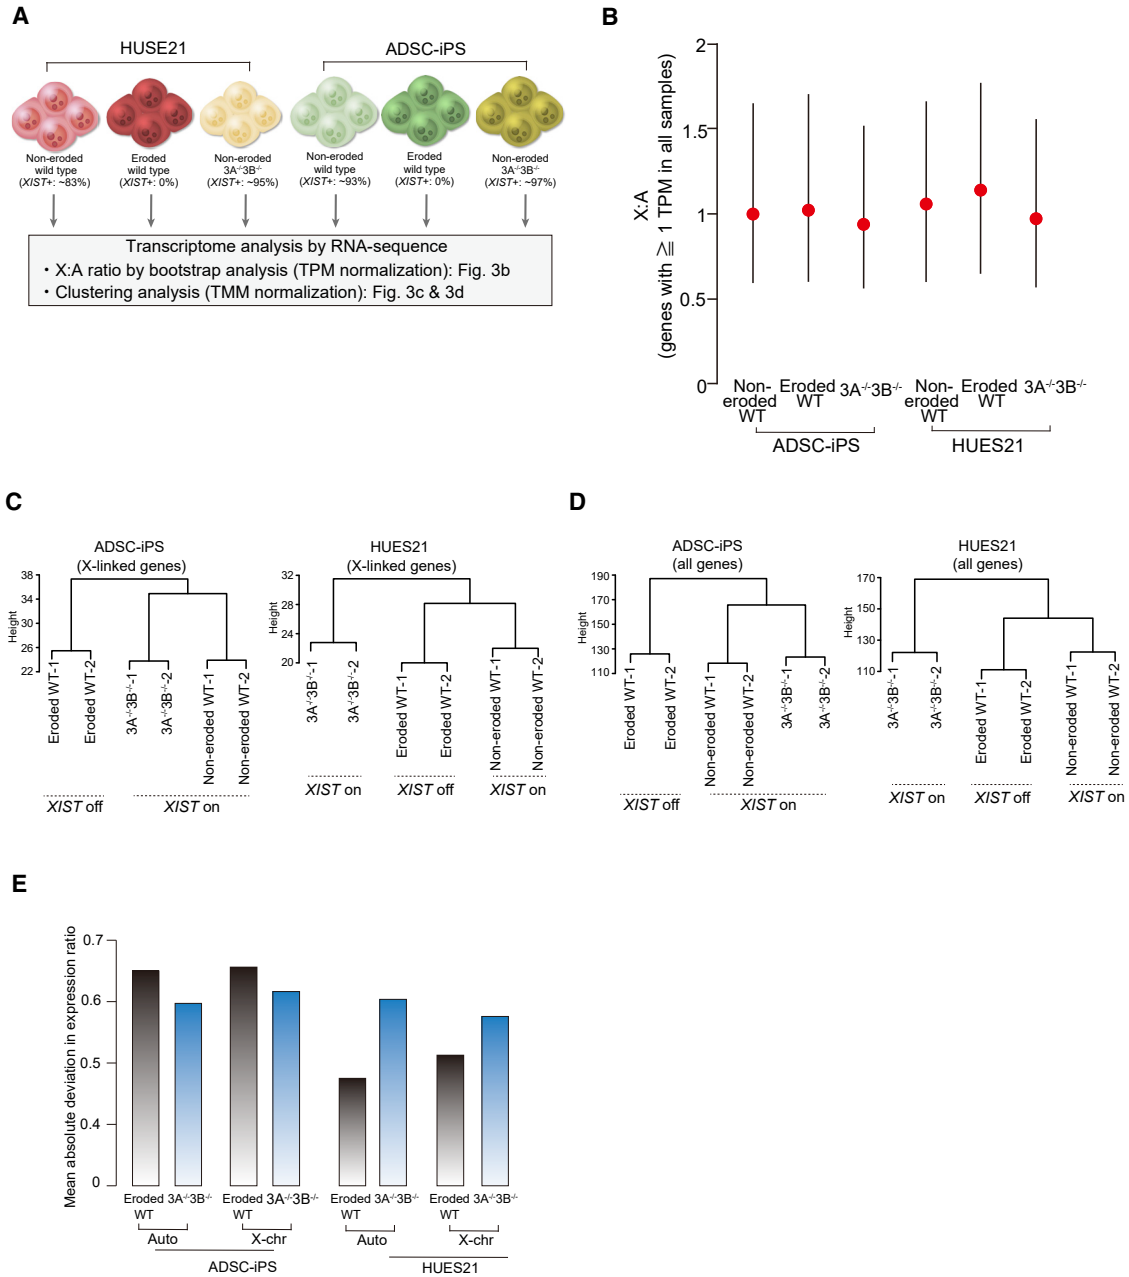 A
HUSE21
ADSC-iPS
Non-eroded
wild type
(XIST+: ~83%)
Eroded
wild type
(XIST+: 0%)
Non-eroded
3A-/-3B-/-
(XIST+: ~95%)
Non-eroded
wild type
(XIST+: ~93%)
Eroded
wild type
(XIST+: 0%)
Non-eroded
3A-/-3B-/-
(XIST+: ~97%)
Transcriptome analysis by RNA-sequence
・X:A ratio by bootstrap analysis (TPM normalization): Fig. 3b
・Clustering analysis (TMM normalization): Fig. 3c & 3d
B
X:A
(genes with ≧ 1 TPM in all samples)
2
1.5
1
0.5
0
Non-
eroded
WT
Eroded
WT
3A-/-3B-/-
Non-
eroded
WT
Eroded
WT
3A-/-3B-/-
ADSC-iPS
HUES21
C
ADSC-iPS
(X-linked genes)
Height
38
34
30
26
22
Eroded WT-1
Eroded WT-2
3A-/-3B-/--1
3A-/-3B-/--2
Non-eroded WT-1
Non-eroded WT-2
XIST off
XIST on
HUES21
(X-linked genes)
Height
32
28
24
20
3A-/-3B-/--1
3A-/-3B-/--2
Eroded WT-1
Eroded WT-2
Non-eroded WT-1
Non-eroded WT-2
XIST on
XIST off
XIST on
D
ADSC-iPS
(all genes)
Height
190
170
150
130
110
Eroded WT-1
Eroded WT-2
Non-eroded WT-1
Non-eroded WT-2
3A-/-3B-/--1
3A-/-3B-/--2
XIST off
XIST on
HUES21
(all genes)
Height
170
150
130
110
3A-/-3B-/--1
3A-/-3B-/--2
Eroded WT-1
Eroded WT-2
Non-eroded WT-1
Non-eroded WT-2
XIST on
XIST off
XIST on
E
Mean absolute deviation in expression ratio
0.7
0.6
0.5
0.4
0
Eroded
WT
3A-/-3B-/-
Eroded
WT
3A-/-3B-/-
Eroded
WT
3A-/-3B-/-
Eroded
WT
3A-/-3B-/-
Auto
X-chr
Auto
X-chr
ADSC-iPS
HUES21